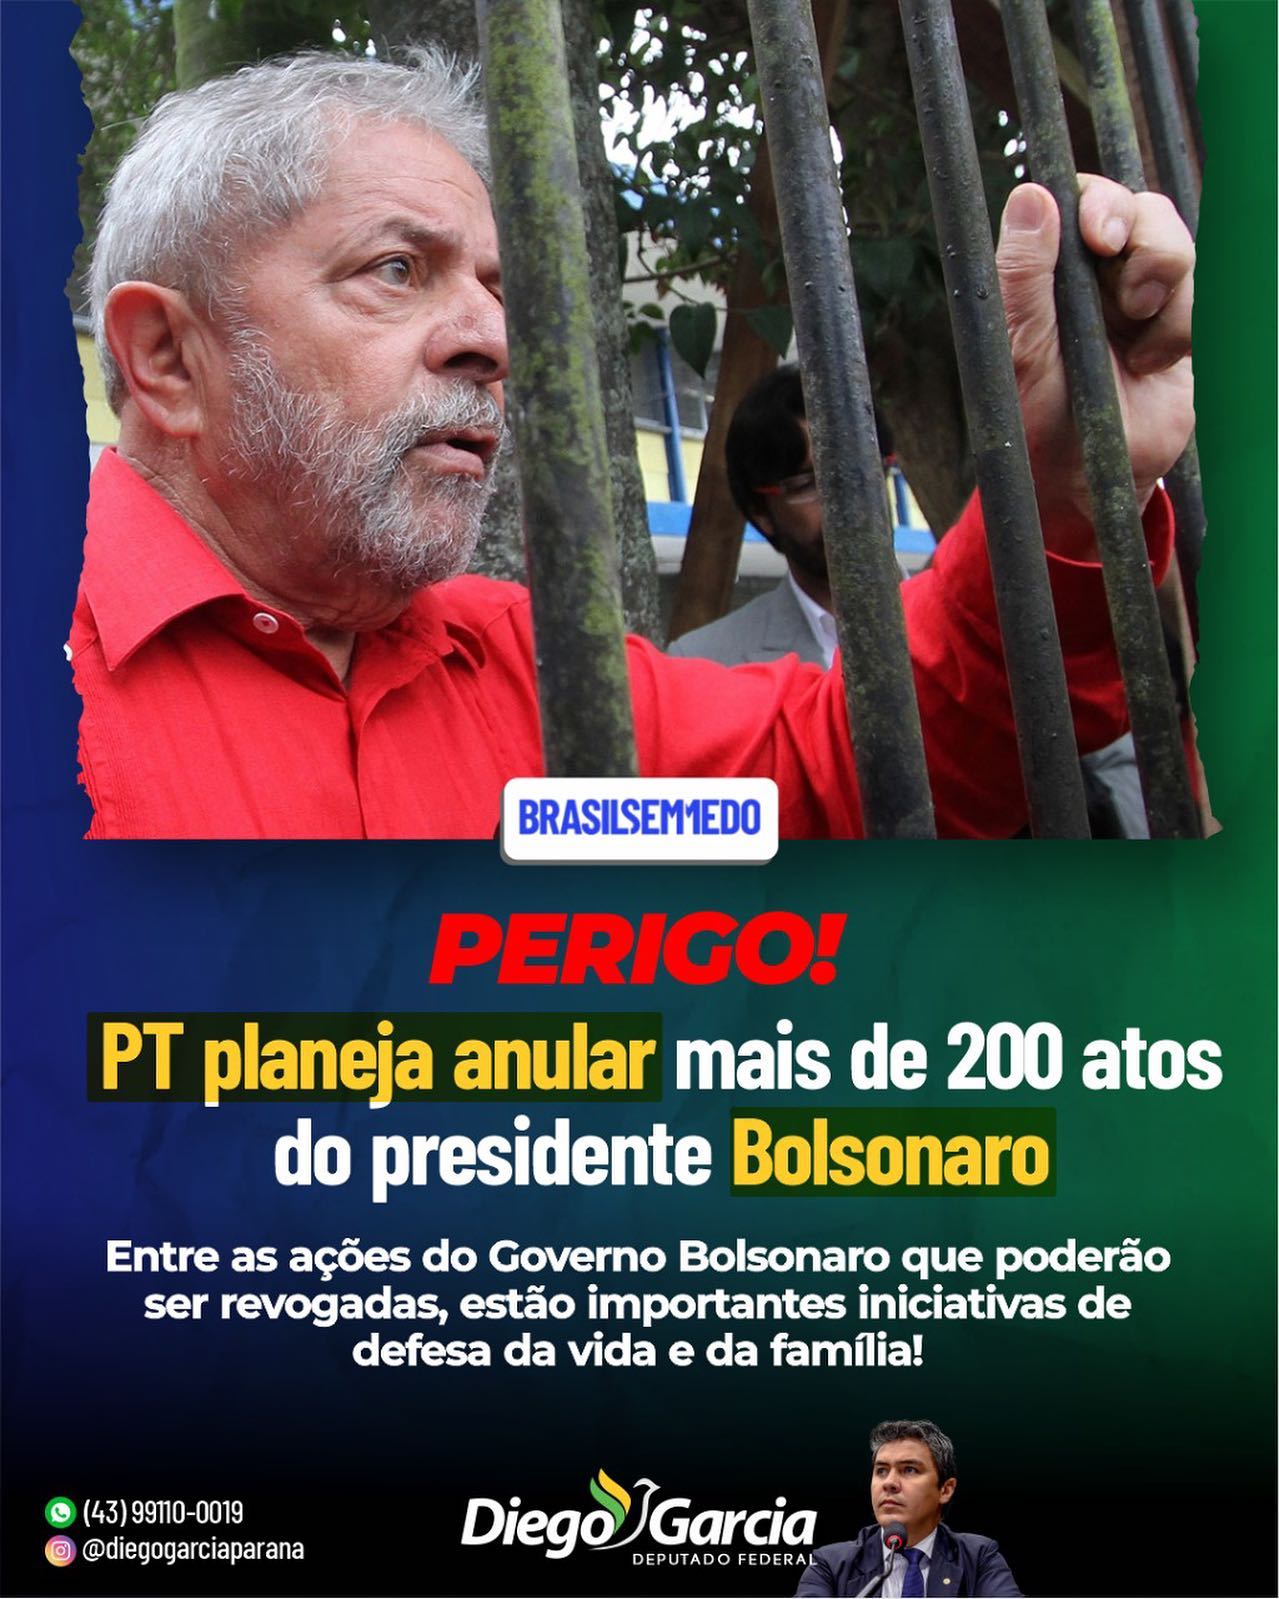 BRASILSEM1EDO
PERIGO!
PT planeja anular mais de 200 atos
do presidente Bolsonaro
Entre as ações do Governo Bolsonaro que poderão
ser revogadas, estão importantes iniciativas de
defesa da vida e da família!
(43) 99110-0019
@diegogarciaparana
Diego Garcia
DEPUTADO FEDERAL